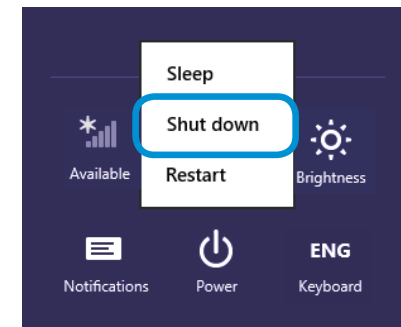 Sleep
Shut down
Restart
Available
Brightness
Notifications
Power
ENG
Keyboard